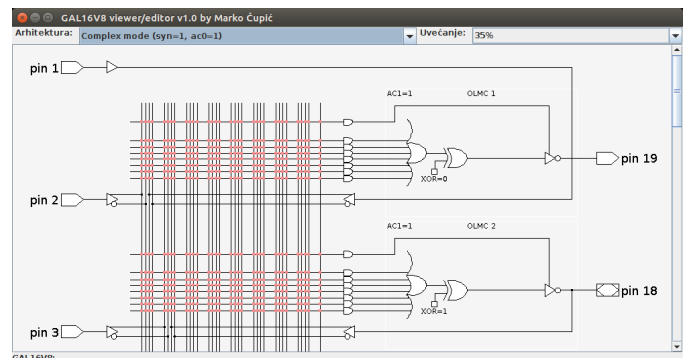 GAL16V8 viewer/editor v1.0 by Marko Čupić
Arhitektura: Complex mode (syn=1, ac0=1) Uvećanje: 35%
pin 1
AC1=1 OLMC 1
pin 19
XOR=0
pin 2
AC1=1 OLMC 2
pin 18
XOR=1
pin 3
GAL16V8: